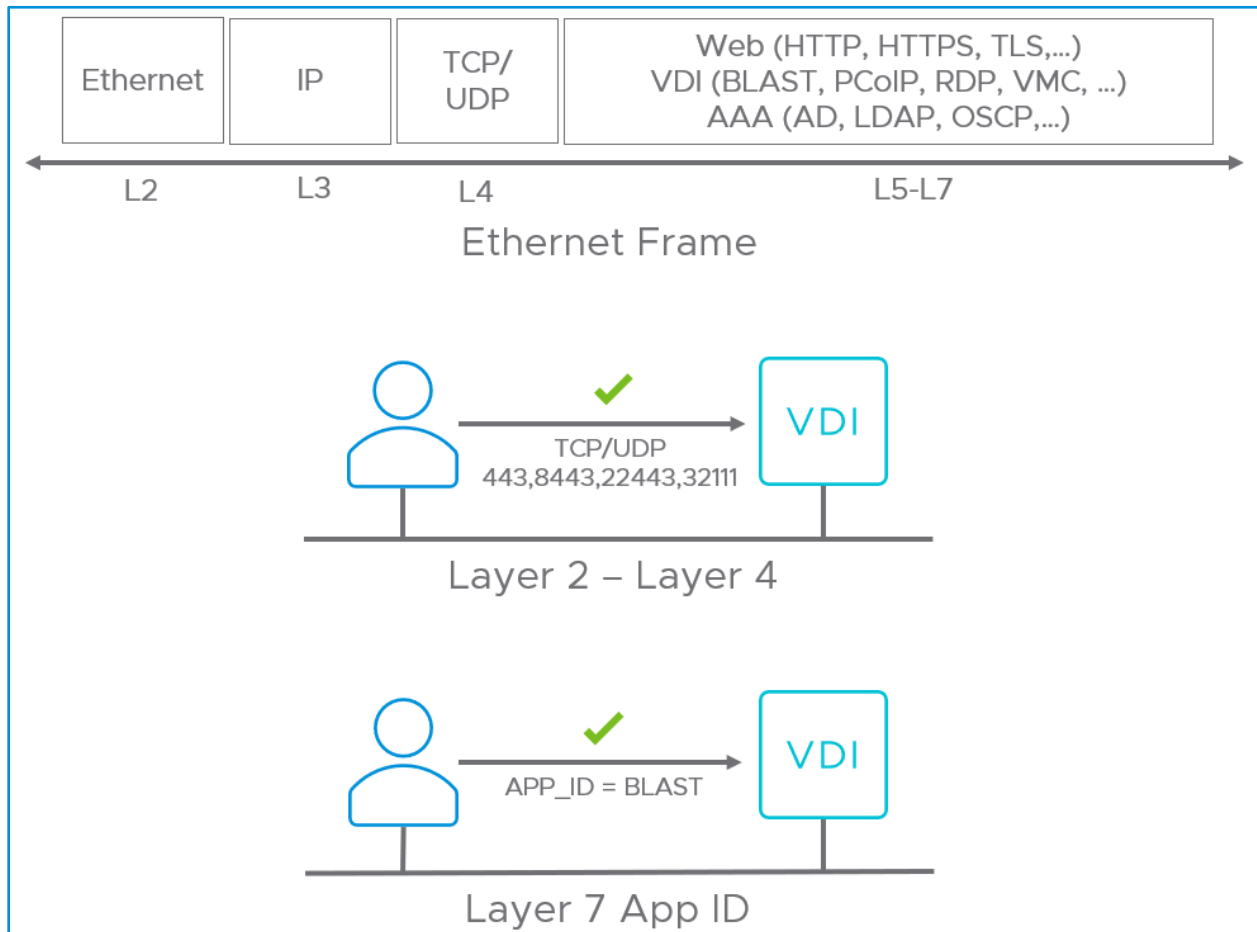 Ethernet
IP
TCP/
UDP
Web (HTTP, HTTPS, TLS,...)
VDI (BLAST, PCoIP, RDP, VMC, ...)
AAA (AD, LDAP, OSCP,...)
L2
L3
L4
L5-L7
Ethernet Frame
TCP/UDP
443,8443,22443,32111
VDI
Layer 2 – Layer 4
APP_ID = BLAST
VDI
Layer 7 App ID